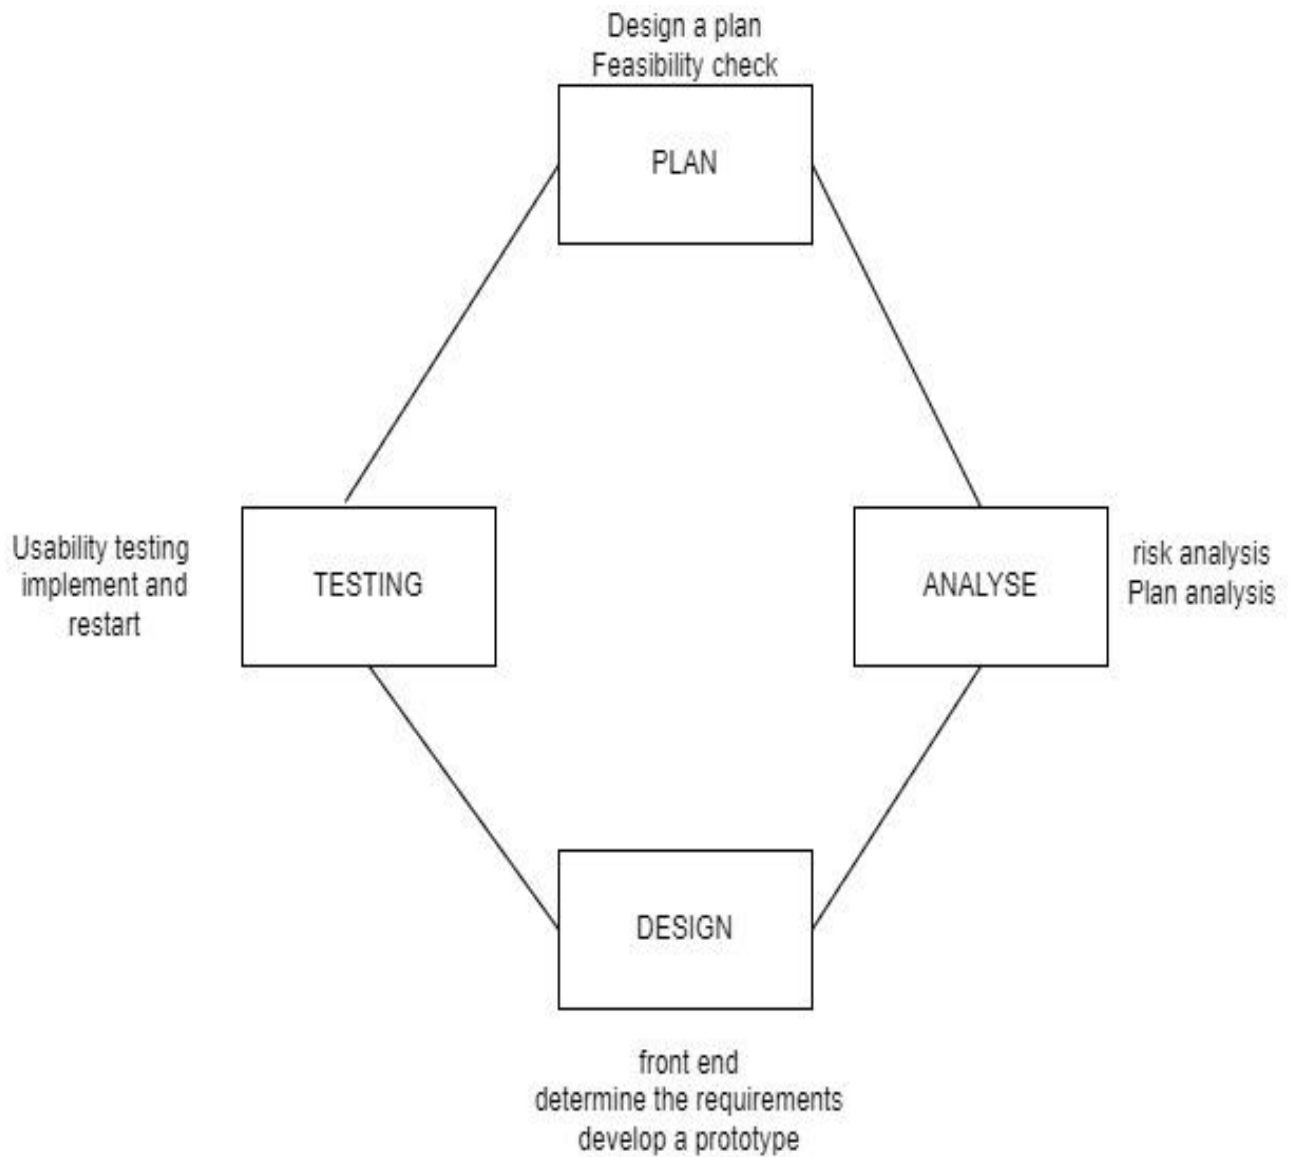 Design a plan
Feasibility check
PLAN
Usability testing
implement and
restart
TESTING
ANALYSE
risk analysis
Plan analysis
DESIGN
front end
determine the requirements
develop a prototype